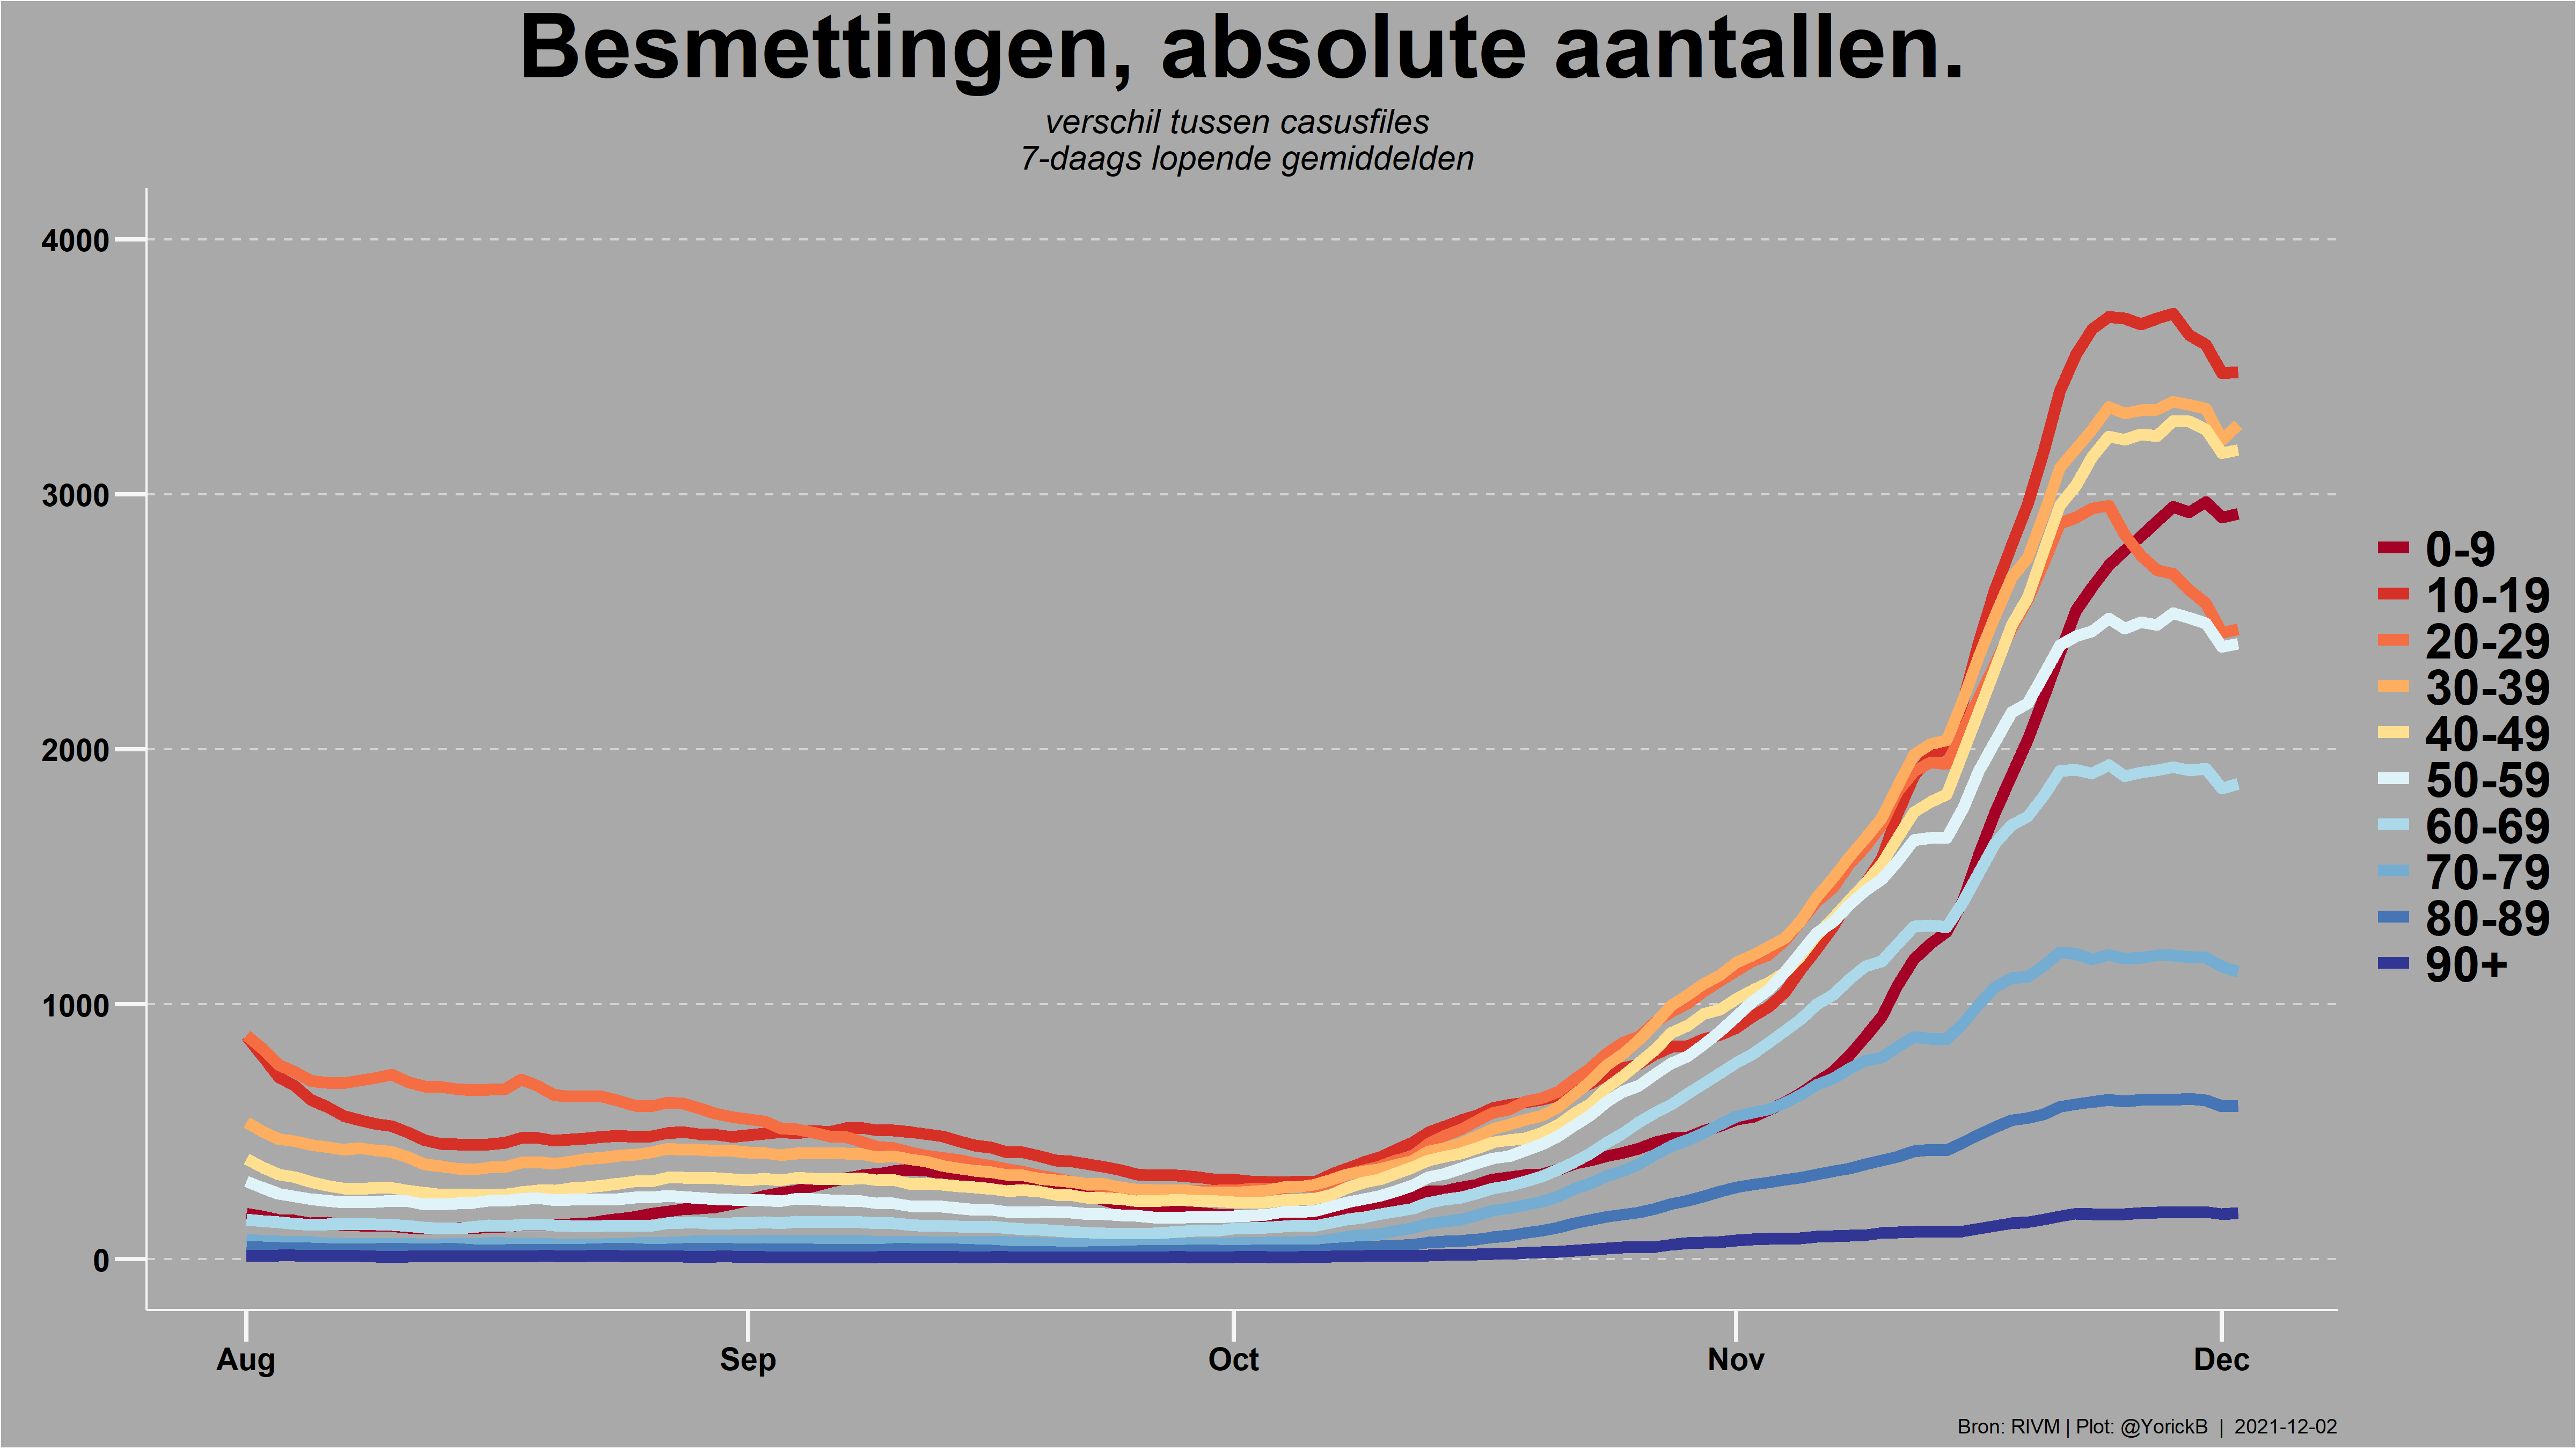 Besmettingen, absolute aantallen.
verschil tussen casusfiles
7-daags lopende gemiddelden
4000
3000
2000
1000
0
Aug
Sep
Oct
Nov
Dec
0-9
10-19
20-29
30-39
40-49
50-59
60-69
70-79
80-89
90+
Bron: RIVM | Plot: @YorickB | 2021-12-02